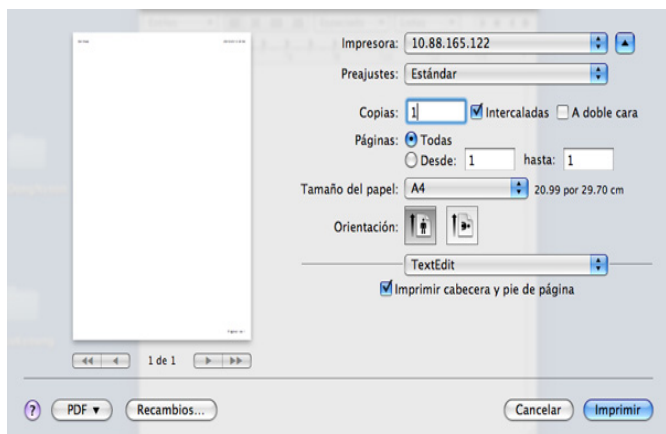 Impresora: 10.88.165.122
Preajustes: Estándar
Copias: 1 Intercaladas A doble cara
Páginas: Todas
Desde: 1 hasta: 1
Tamaño del papel: A4 20.99 por 29.70 cm
Orientación:
TextEdit
Imprimir cabecera y pie de página
1 de 1
? PDF Recambios... Cancelar Imprimir